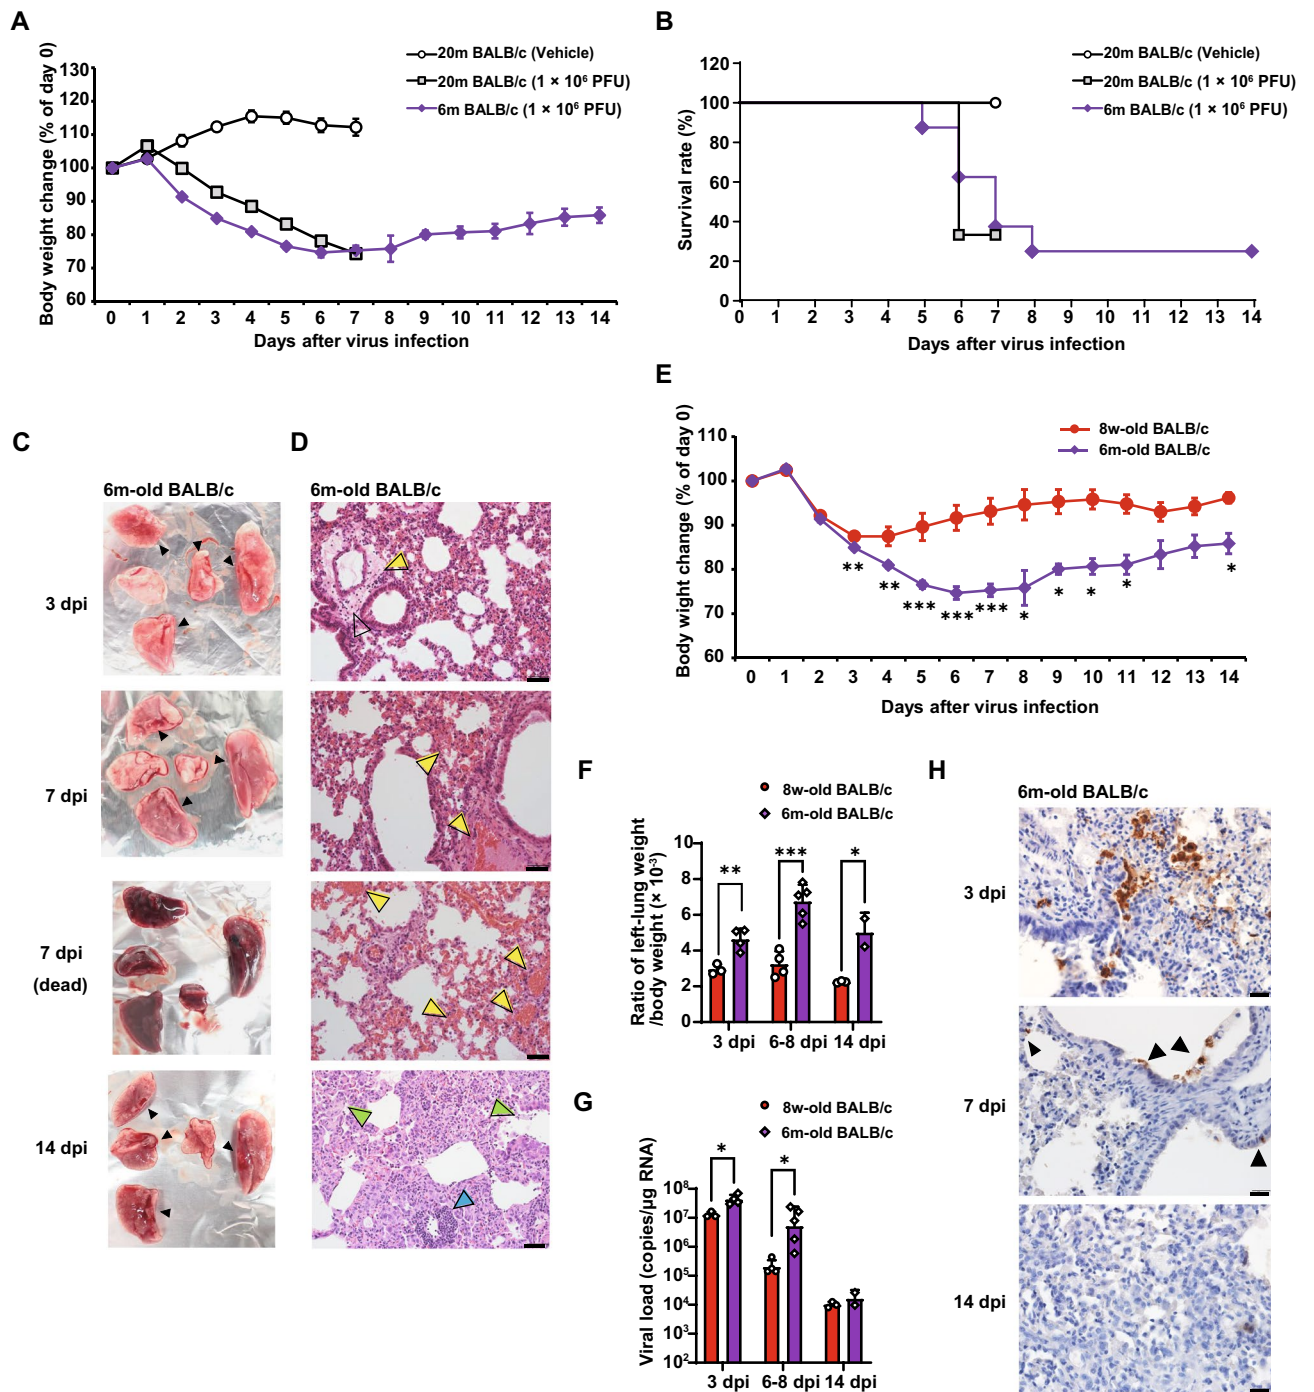 A
20m BALB/c (Vehicle)
20m BALB/c (1 × 10⁶ PFU)
6m BALB/c (1 × 10⁶ PFU)
Body weight change (% of day 0)
130
120
110
100
90
80
70
60
0 1 2 3 4 5 6 7 8 9 10 11 12 13 14
Days after virus infection
B
20m BALB/c (Vehicle)
20m BALB/c (1 × 10⁶ PFU)
6m BALB/c (1 × 10⁶ PFU)
Survival rate (%)
120
100
80
60
40
20
0
0 1 2 3 4 5 6 7 8 9 10 11 12 13 14
Days after virus infection
C
6m-old BALB/c
3 dpi
7 dpi
7 dpi
(dead)
14 dpi
D
6m-old BALB/c
E
8w-old BALB/c
6m-old BALB/c
Body wight change (% of day 0)
110
100
90
80
70
60
** ** *** *** *** * * * * *
0 1 2 3 4 5 6 7 8 9 10 11 12 13 14
Days after virus infection
F
8w-old BALB/c
6m-old BALB/c
Ratio of left-lung weight
/body weight (× 10⁻³)
10
8
6
4
2
0
** *** *
3 dpi 6-8 dpi 14 dpi
G
8w-old BALB/c
6m-old BALB/c
Viral load (copies/μg RNA)
10⁸
10⁷
10⁶
10⁵
10⁴
10³
10²
* *
3 dpi 6-8 dpi 14 dpi
H
6m-old BALB/c
3 dpi
7 dpi
14 dpi